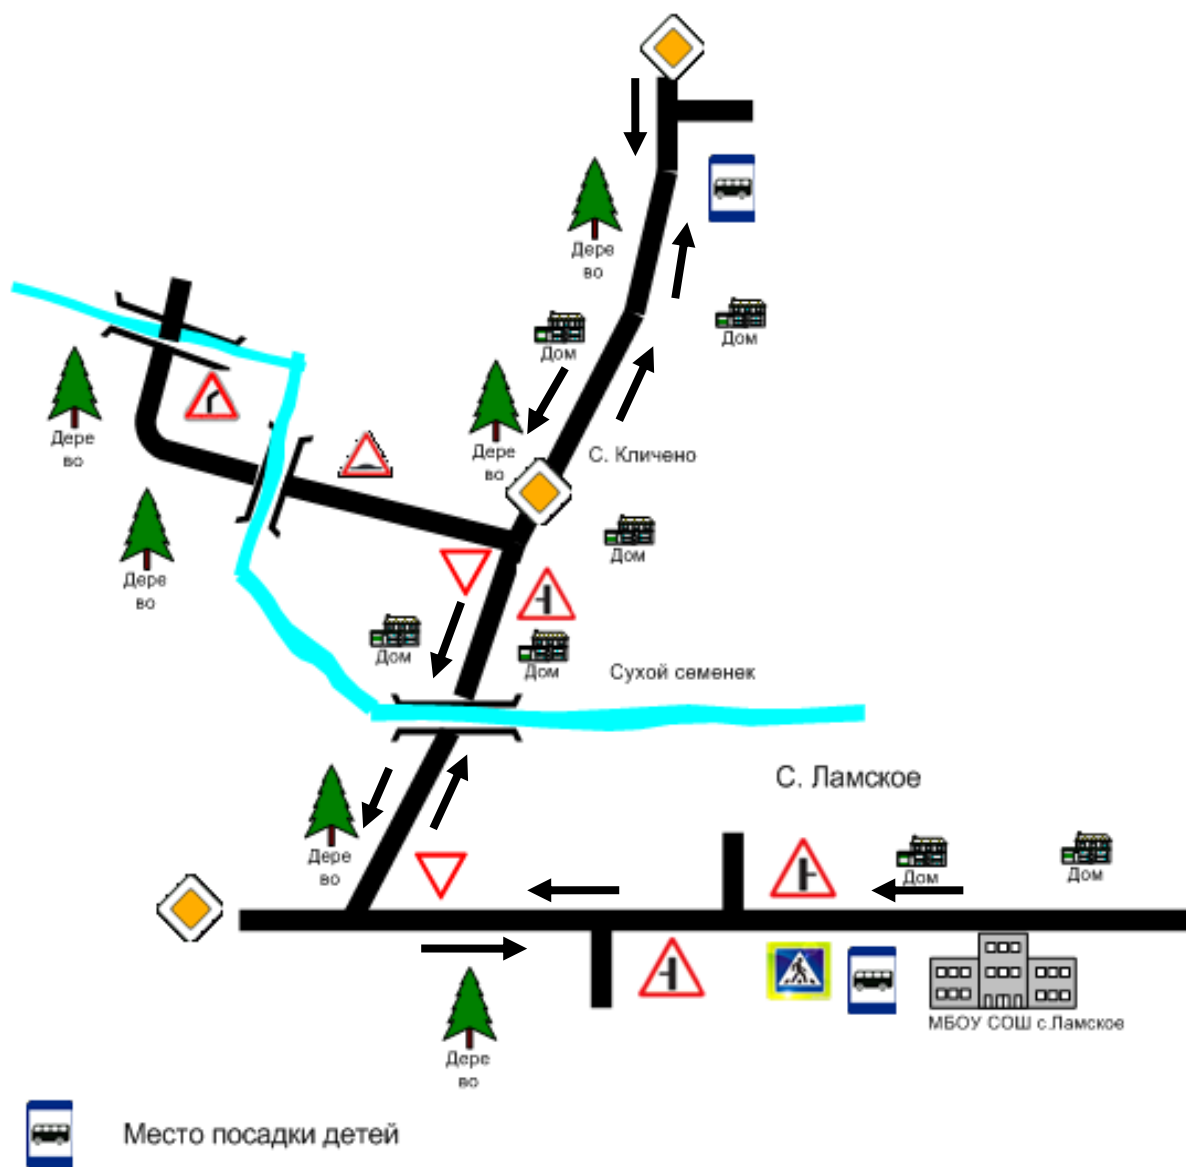 Дере
во
Дом
Дом
Дере
во
Дере
во
С. Кличено
Дом
Дере
во
Дом
Дом
Сухой семенек
С. Ламское
Дере
во
Дом
Дом
МБОУ СОШ с.Ламское
Дере
во
Место посадки детей